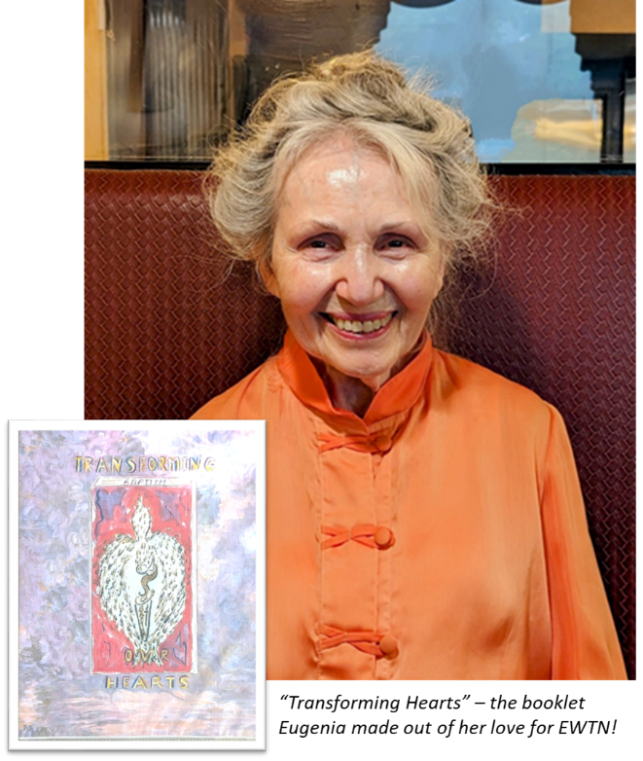 TRANSFORMING
OUR
HEARTS
“Transforming Hearts” – the booklet
Eugenia made out of her love for EWTN!